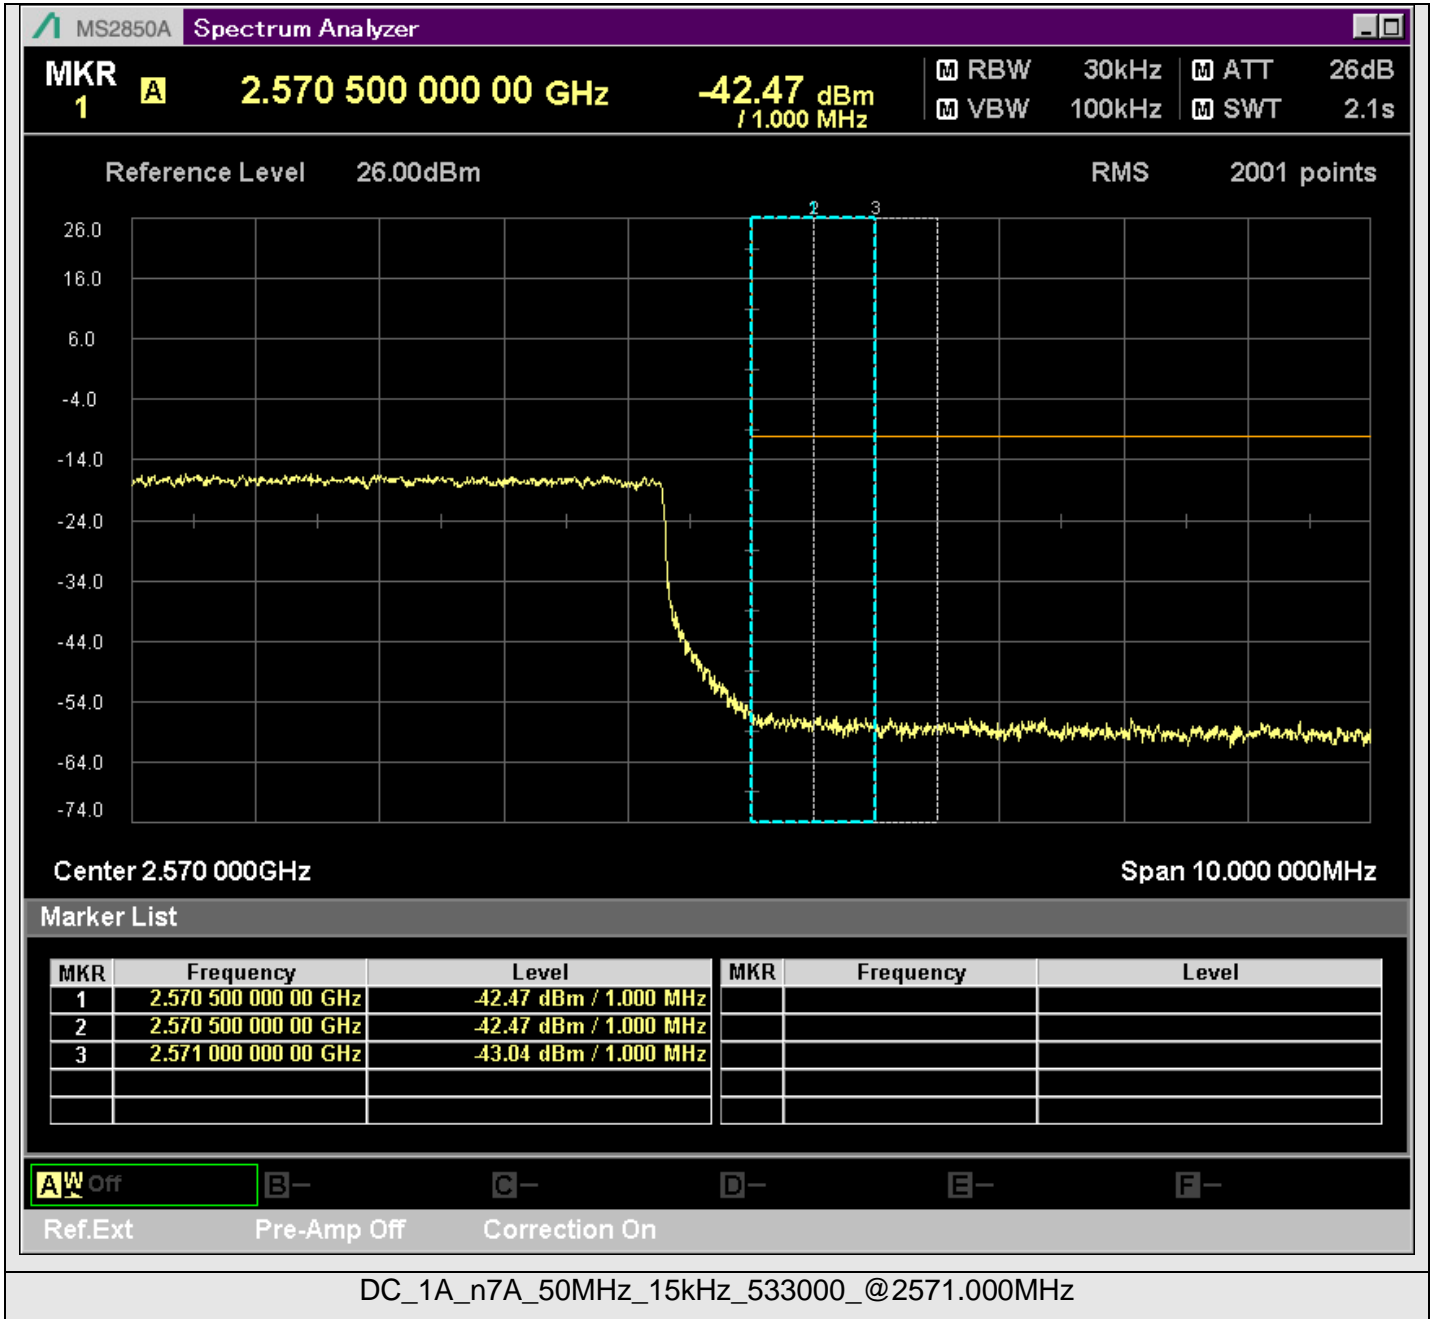 MS2850A Spectrum Analyzer
MKR 1 A 2.570 500 000 00 GHz -42.47 dBm / 1.000 MHz
M RBW 30kHz M ATT 26dB
M VBW 100kHz M SWT 2.1s
Reference Level 26.00dBm RMS 2001 points
2 3
26.0
16.0
6.0
-4.0
-14.0
-24.0
-34.0
-44.0
-54.0
-64.0
-74.0
Center 2.570 000GHz Span 10.000 000MHz
Marker List
MKR Frequency Level MKR Frequency Level
1 2.570 500 000 00 GHz -42.47 dBm / 1.000 MHz
2 2.570 500 000 00 GHz -42.47 dBm / 1.000 MHz
3 2.571 000 000 00 GHz -43.04 dBm / 1.000 MHz
A W Off B - C - D - E - F -
Ref.Ext Pre-Amp Off Correction On
DC_1A_n7A_50MHz_15kHz_533000_@2571.000MHz